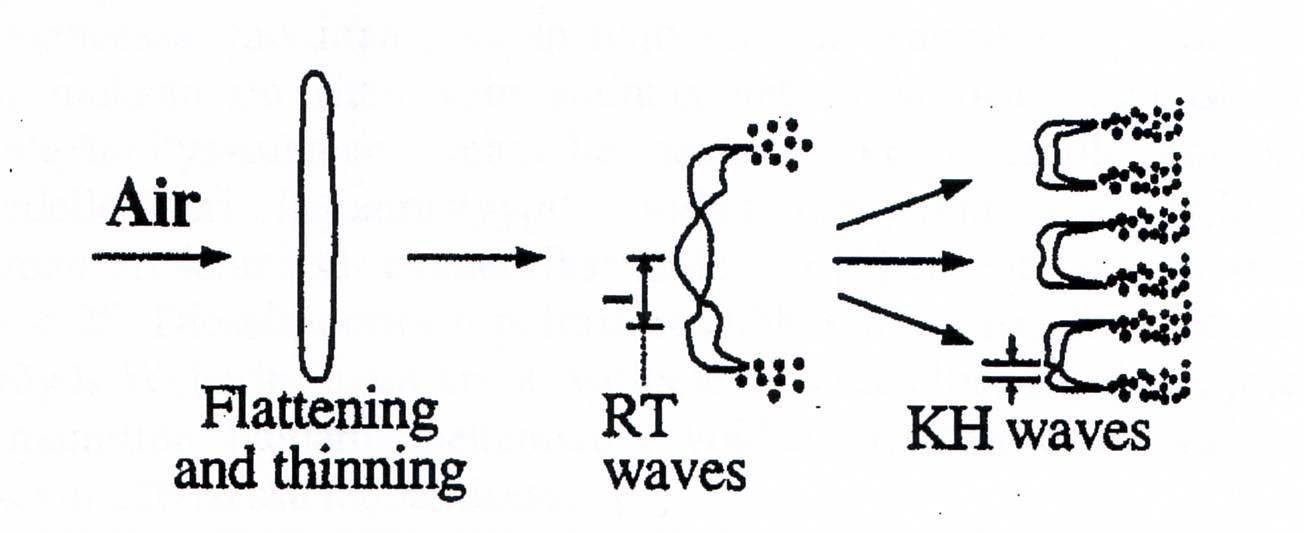 Air
Flattening
and thinning
RT
waves
KH waves